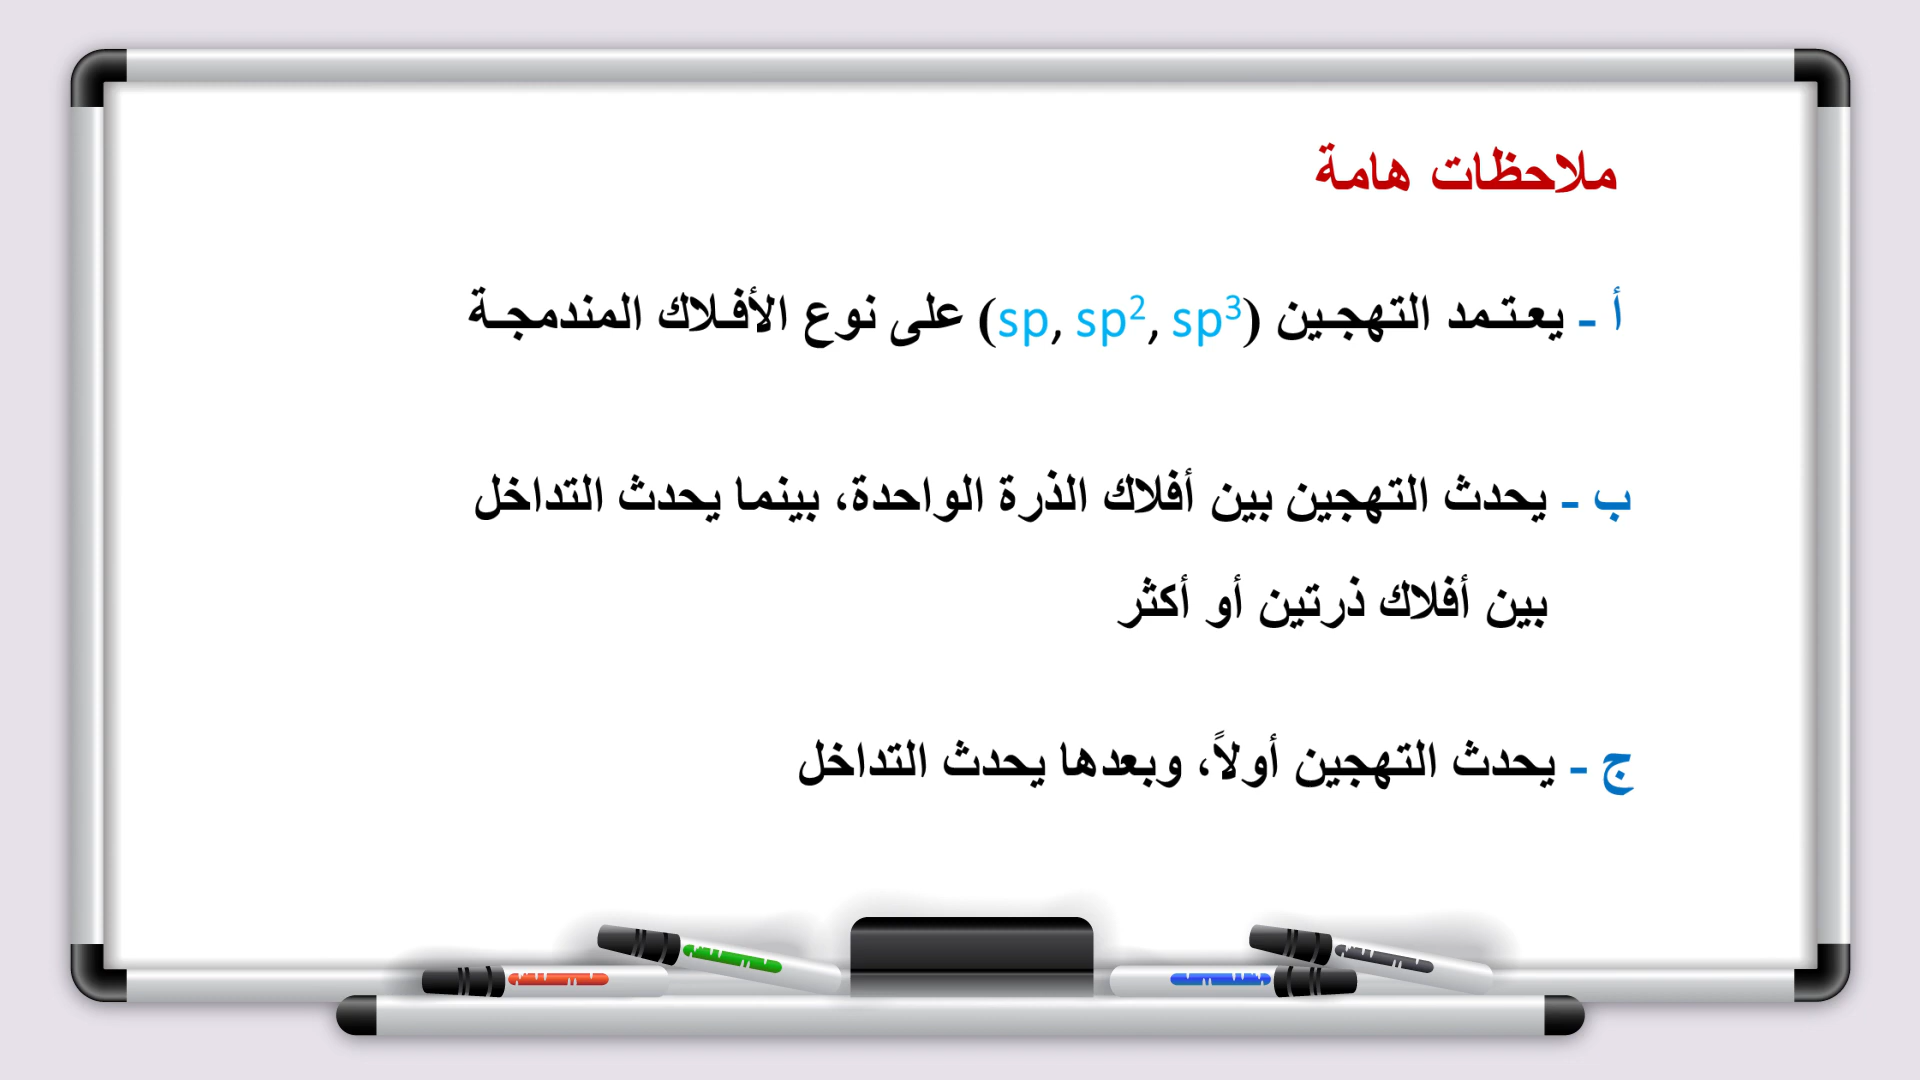 ملاحظات هامة
أ - يعتمد التهجين (sp, sp², sp³) على نوع الأفلاك المندمجة
ب - يحدث التهجين بين أفلاك الذرة الواحدة، بينما يحدث التداخل
بين أفلاك ذرتين أو أكثر
ج - يحدث التهجين أولاً، وبعدها يحدث التداخل